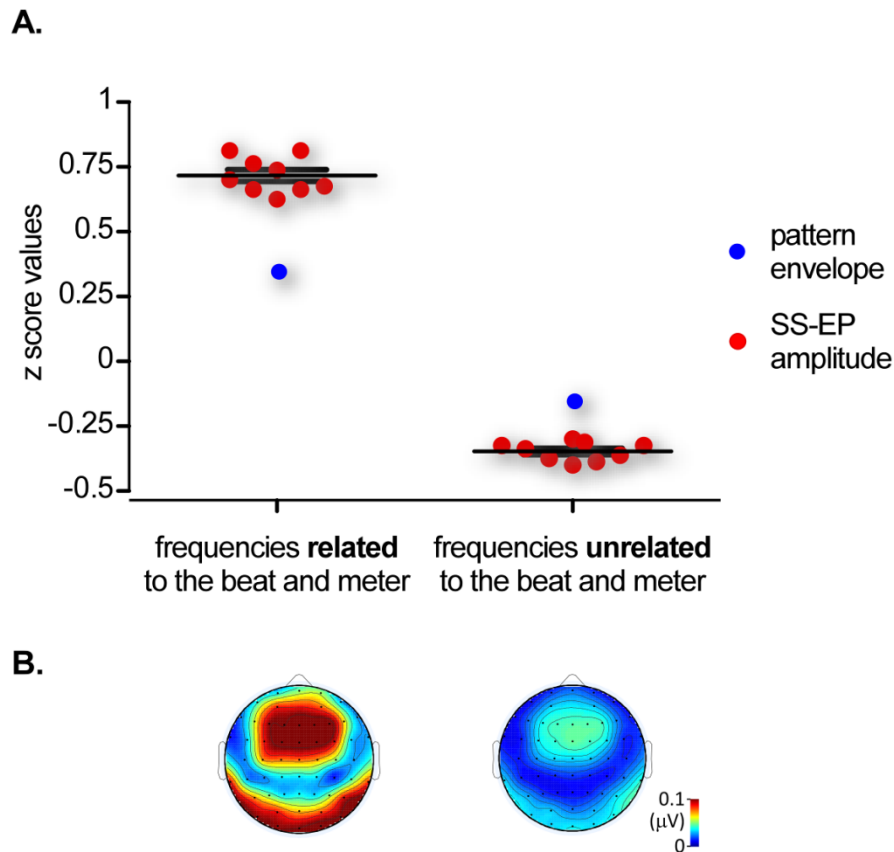 A.
1
0.75
0.5
0.25
0
-0.25
-0.5
z score values
pattern
envelope
SS-EP
amplitude
frequencies related
to the beat and meter
frequencies unrelated
to the beat and meter
B.
0.1
(µV)
0